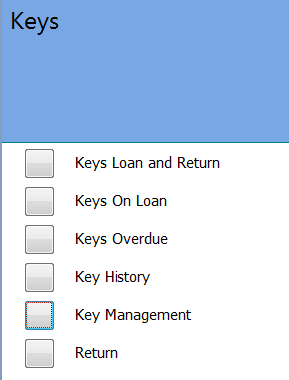 Keys
Keys Loan and Return
Keys On Loan
Keys Overdue
Key History
Key Management
Return